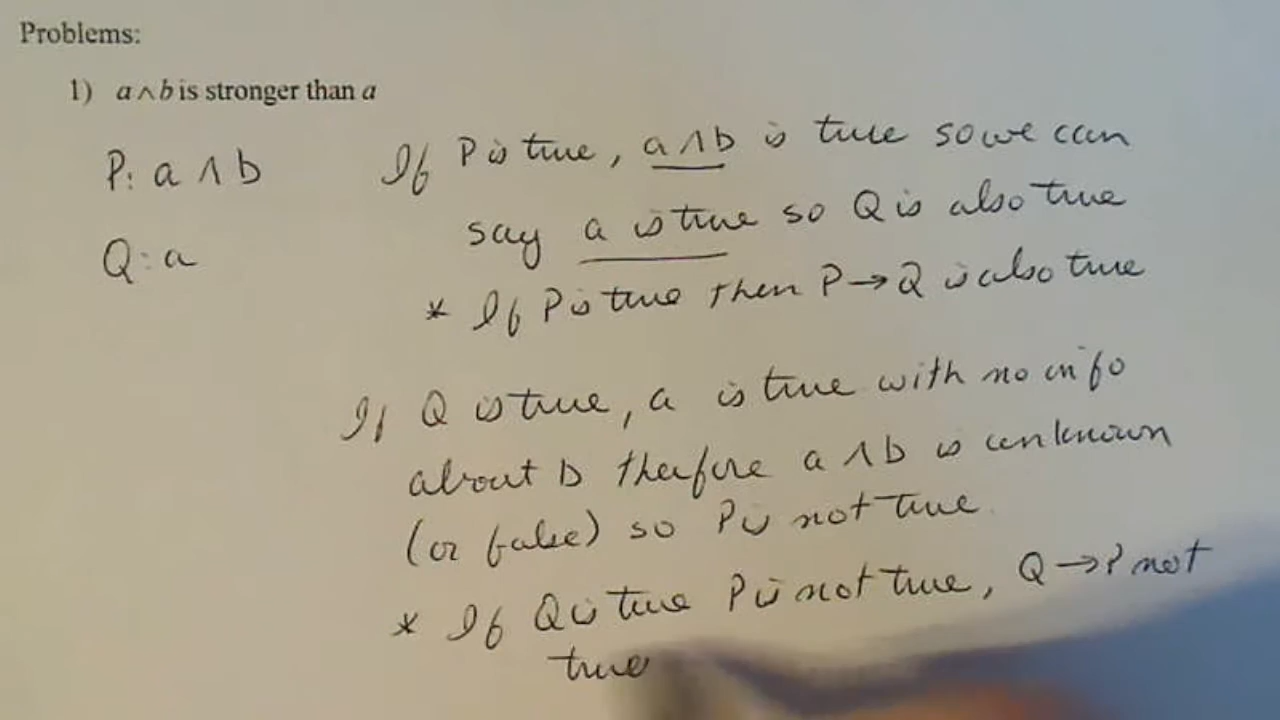 Problems:
1) a ∧ b is stronger than a
P: a ∧ b
Q: a
If P is true, a ∧ b is true so we can
say a is true so Q is also true
* If P is true then P → Q is also true
If Q is true, a is true with no info
about b therfore a ∧ b is unknown
(or false) so P is not true
* If Q is true P is not true, Q → P not
true